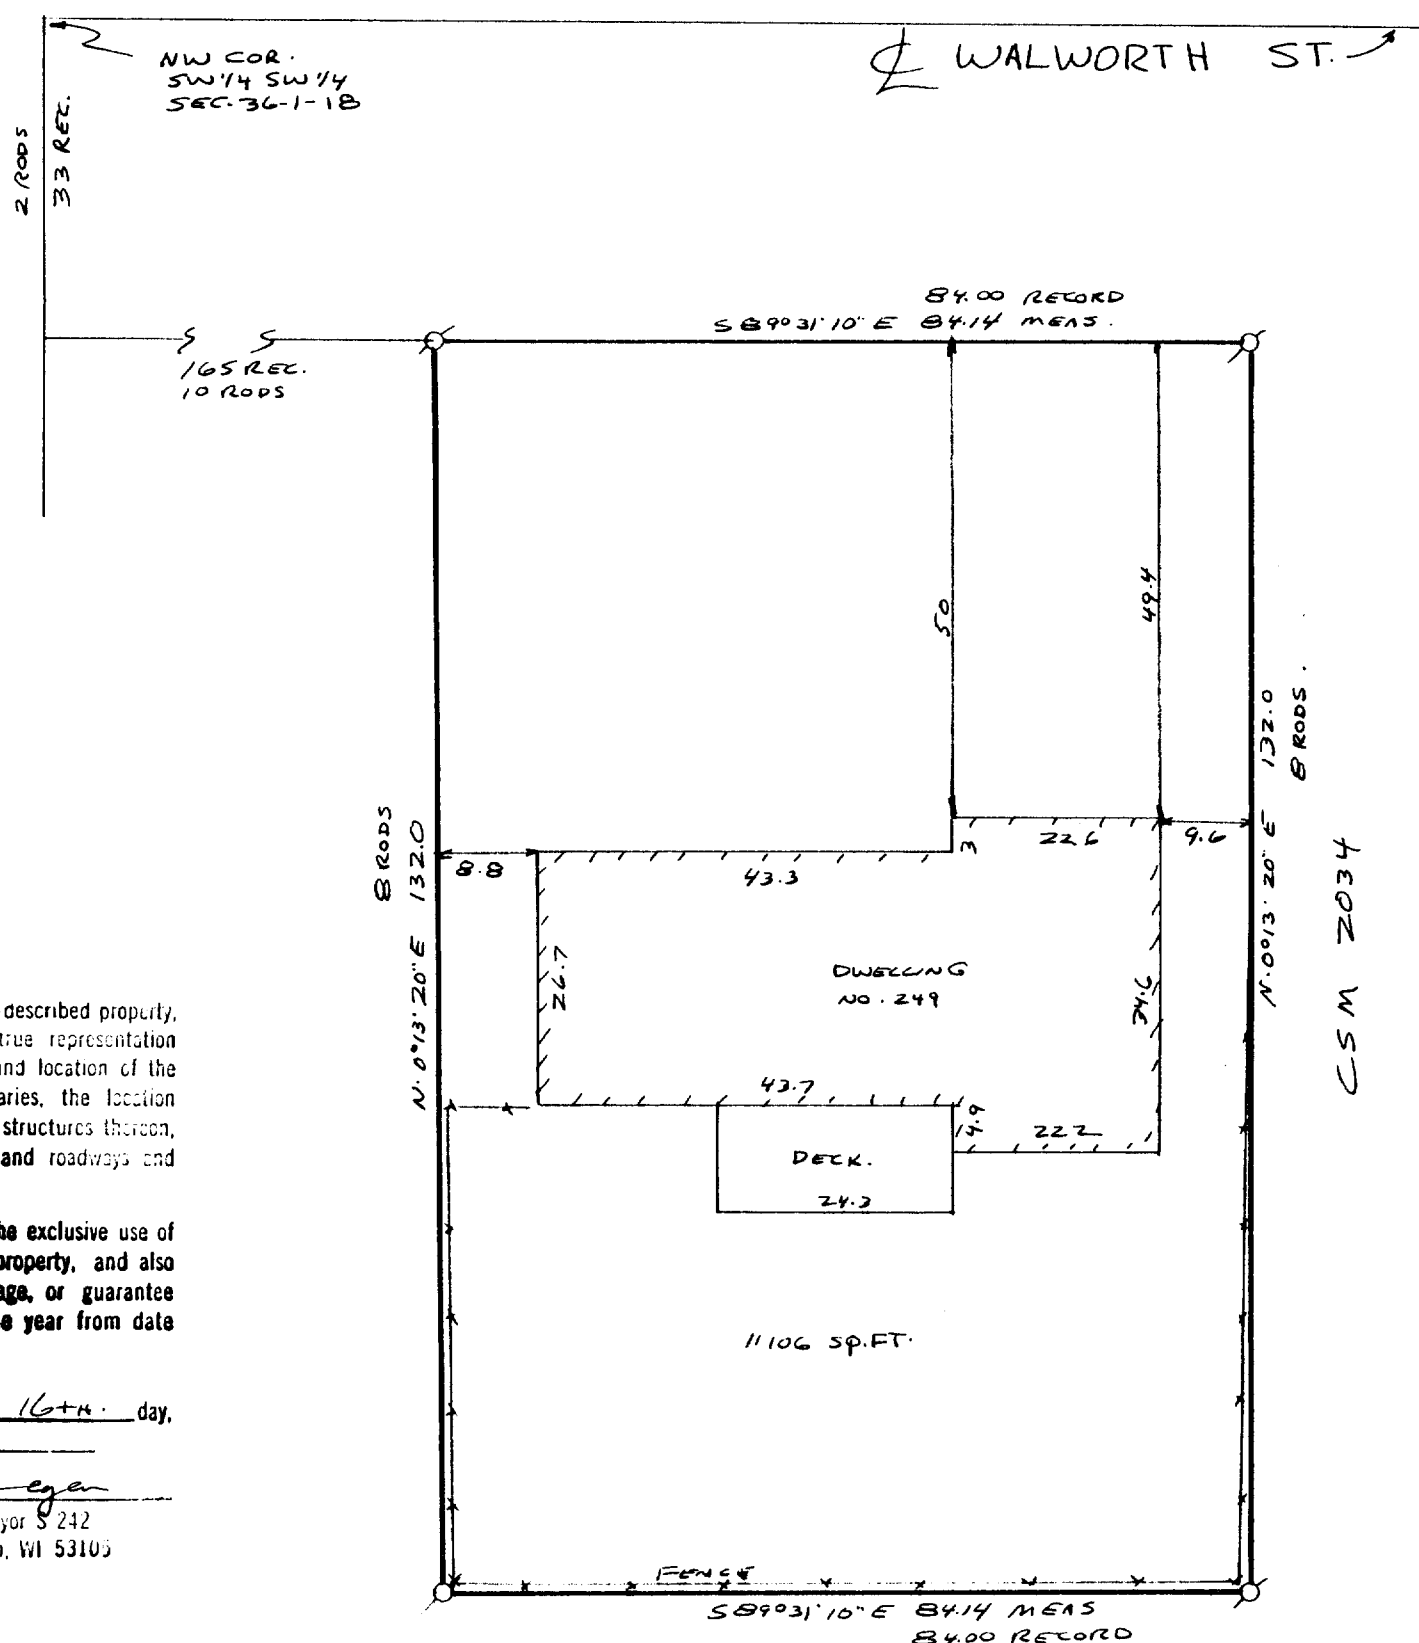 NW COR.
SW 1/4 SW 1/4
SEC. 36-1-18
℄ WALWORTH ST.
2 RODS
33 REC.
84.00 RECORD
S 89°31'10" E 84.14 MEAS.
165 REC.
10 RODS
50
49.4
132.0
8 RODS.
N. 0°13'20" E
8 RODS
N. 0°13'20" E 132.0
8.8
43.3
3
22.6
9.6
CSM 2034
26.7
DWELLING
NO. 249
34.6
43.7
4.9
22.2
DECK.
24.3
11106 SQ.FT.
FENCE
S 89°31'10" E 84.14 MEAS
84.00 RECORD
described property,
true representation
and location of the
aries, the location
structures thereon,
and roadways and
he exclusive use of
property, and also
age, or guarantee
e year from date
16th. day,
egen
yor S 242
, WI 53105